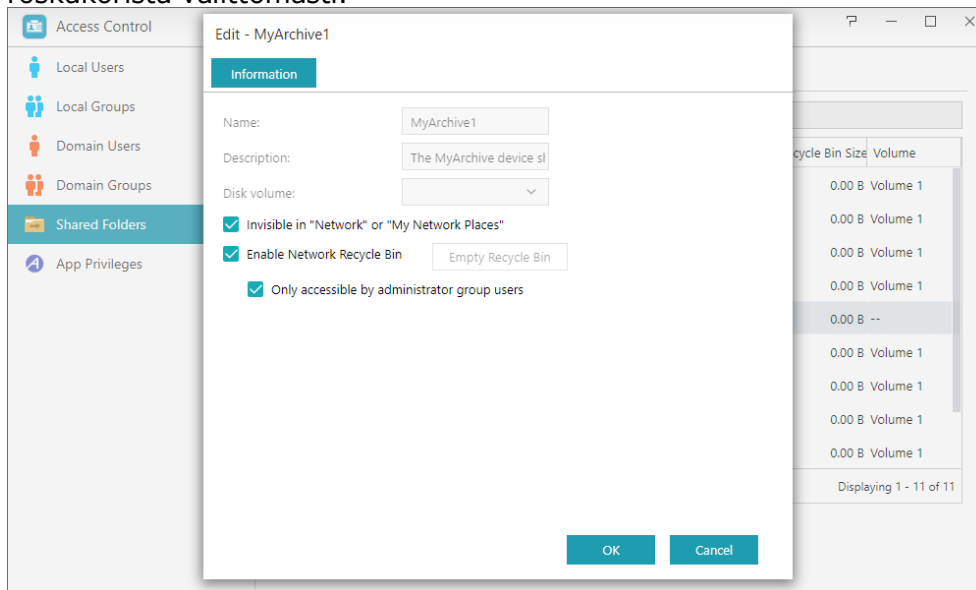 Access Control
Local Users
Local Groups
Domain Users
Domain Groups
Shared Folders
App Privileges
Edit - MyArchive1
Information
Name: MyArchive1
Description: The MyArchive device sl
Disk volume:
Invisible in "Network" or "My Network Places"
Enable Network Recycle Bin Empty Recycle Bin
Only accessible by administrator group users
OK Cancel
cycle Bin Size Volume
0.00 B Volume 1
0.00 B Volume 1
0.00 B Volume 1
0.00 B Volume 1
0.00 B --
0.00 B Volume 1
0.00 B Volume 1
0.00 B Volume 1
0.00 B Volume 1
Displaying 1 - 11 of 11